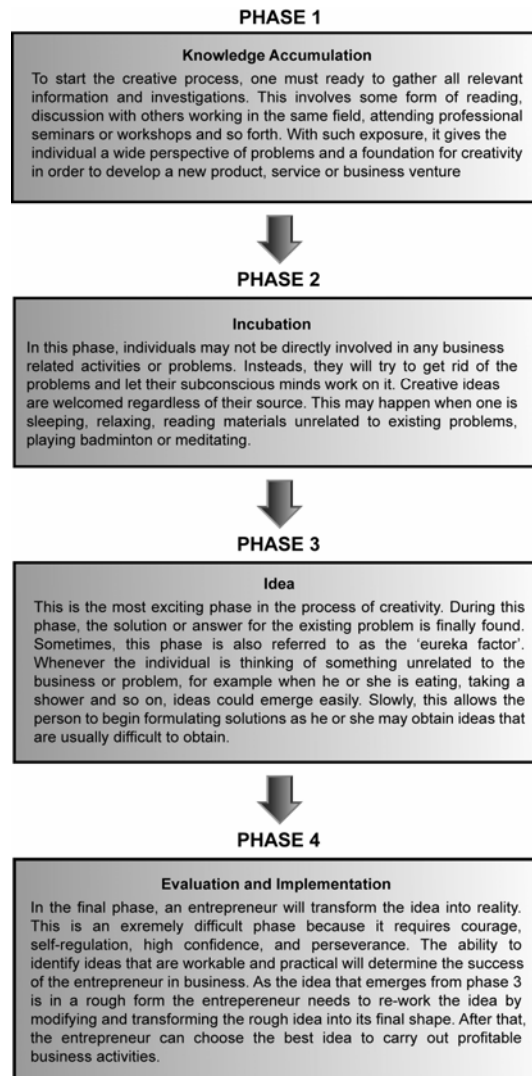 PHASE 1
Knowledge Accumulation
To start the creative process, one must ready to gather all relevant
information and investigations. This involves some form of reading,
discussion with others working in the same field, attending professional
seminars or workshops and so forth. With such exposure, it gives the
individual a wide perspective of problems and a foundation for creativity
in order to develop a new product, service or business venture
PHASE 2
Incubation
In this phase, individuals may not be directly involved in any business
related activities or problems. Insteads, they will try to get rid of the
problems and let their subconscious minds work on it. Creative ideas
are welcomed regardless of their source. This may happen when one is
sleeping, relaxing, reading materials unrelated to existing problems,
playing badminton or meditating.
PHASE 3
Idea
This is the most exciting phase in the process of creativity. During this
phase, the solution or answer for the existing problem is finally found.
Sometimes, this phase is also referred to as the ‘eureka factor’.
Whenever the individual is thinking of something unrelated to the
business or problem, for example when he or she is eating, taking a
shower and so on, ideas could emerge easily. Slowly, this allows the
person to begin formulating solutions as he or she may obtain ideas that
are usually difficult to obtain.
PHASE 4
Evaluation and Implementation
In the final phase, an entrepreneur will transform the idea into reality.
This is an exremely difficult phase because it requires courage,
self-regulation, high confidence, and perseverance. The ability to
identify ideas that are workable and practical will determine the success
of the entrepreneur in business. As the idea that emerges from phase 3
is in a rough form the entrepereneur needs to re-work the idea by
modifying and transforming the rough idea into its final shape. After that,
the entrepreneur can choose the best idea to carry out profitable
business activities.